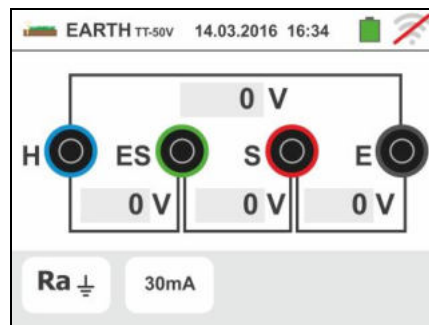 EARTH TT-50V 14.03.2016 16:34
0 V
H ES S E
0 V 0 V 0 V
Ra 30mA